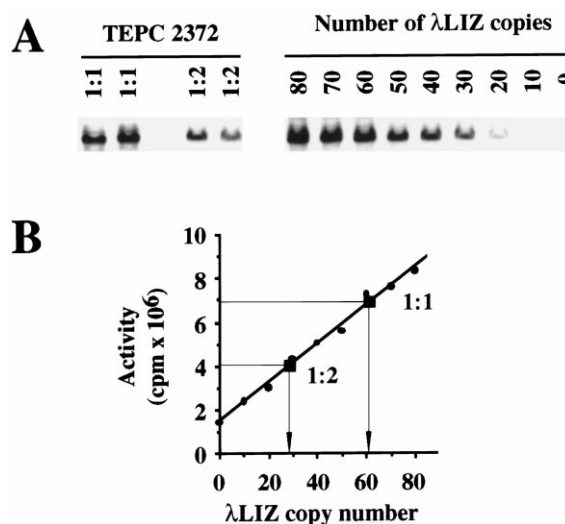 A
TEPC 2372
Number of λLIZ copies
1:1 1:1 1:2 1:2
80 70 60 50 40 30 20 10 0
B
10
8
6
4
2
0
Activity
(cpm x 10⁶)
1:1
1:2
0 20 40 60 80
λLIZ copy number